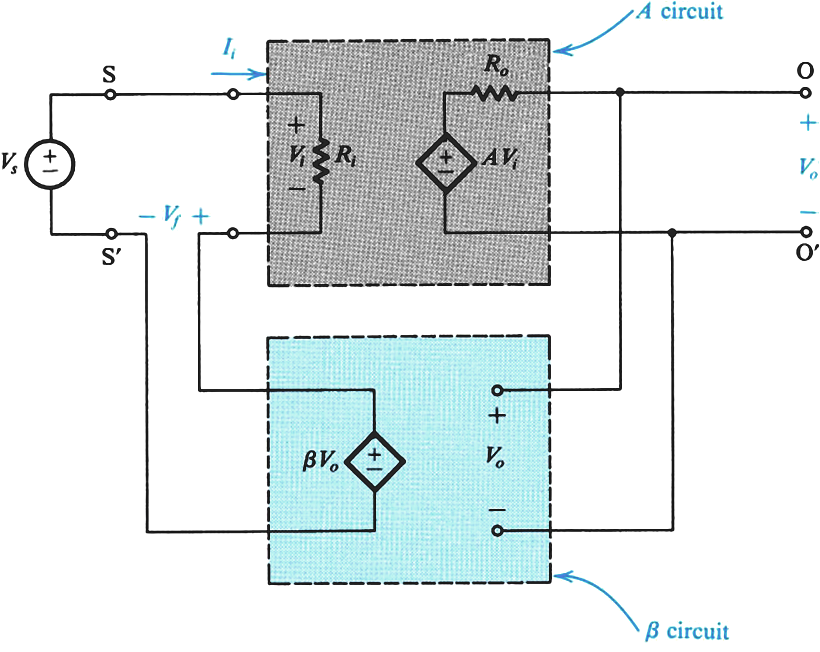 A circuit
I_i
R_o
S
O
+
+
V_s
+
−
V_i
R_i
+
−
AV_i
V_o
−
− V_f +
−
S′
O′
+
βV_o
+
−
V_o
−
β circuit